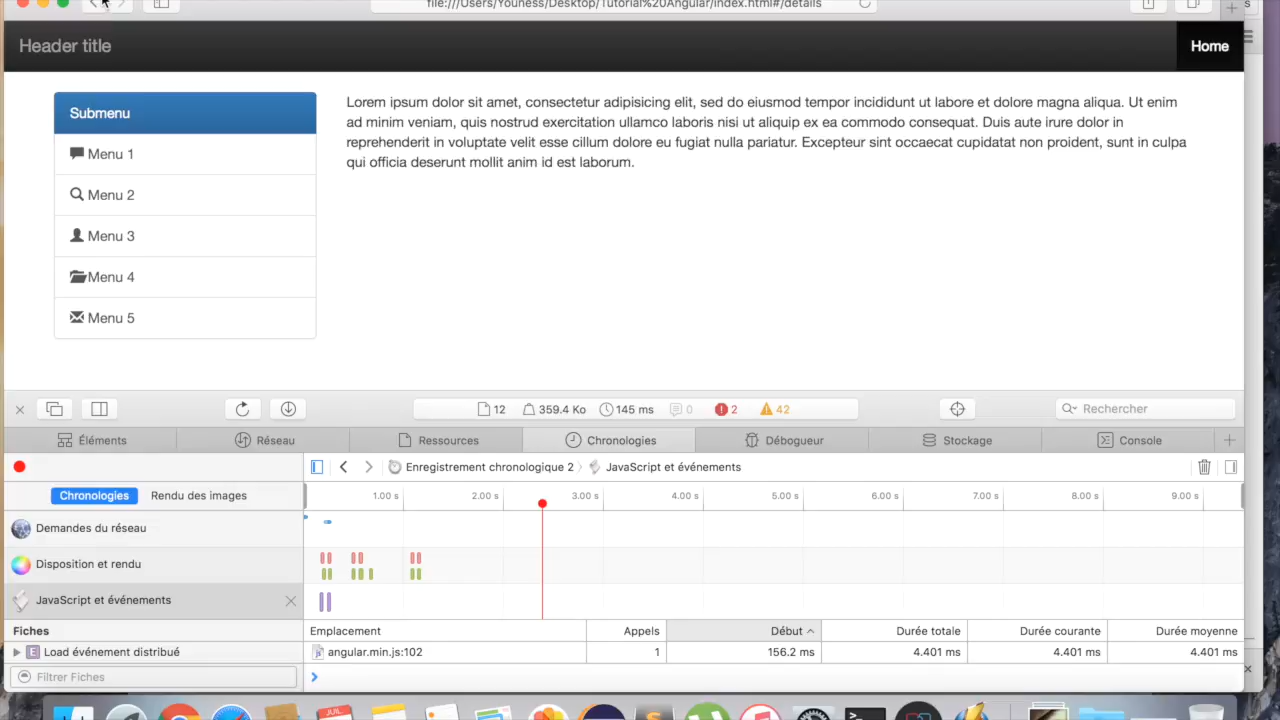 file:///Users/Youness/Desktop/Tutorial%20Angular/index.html#/details
Header title
Home
Submenu
Menu 1
Menu 2
Menu 3
Menu 4
Menu 5
Lorem ipsum dolor sit amet, consectetur adipisicing elit, sed do eiusmod tempor incididunt ut labore et dolore magna aliqua. Ut enim
ad minim veniam, quis nostrud exercitation ullamco laboris nisi ut aliquip ex ea commodo consequat. Duis aute irure dolor in
reprehenderit in voluptate velit esse cillum dolore eu fugiat nulla pariatur. Excepteur sint occaecat cupidatat non proident, sunt in culpa
qui officia deserunt mollit anim id est laborum.
12 359.4 Ko 145 ms 0 2 42 Rechercher
Éléments Réseau Ressources Chronologies Débogueur Stockage Console
Enregistrement chronologique 2 JavaScript et événements
Chronologies Rendu des images
1.00 s 2.00 s 3.00 s 4.00 s 5.00 s 6.00 s 7.00 s 8.00 s 9.00 s
Demandes du réseau
Disposition et rendu
JavaScript et événements
Fiches Emplacement Appels Début Durée totale Durée courante Durée moyenne
Load événement distribué angular.min.js:102 1 156.2 ms 4.401 ms 4.401 ms 4.401 ms
Filtrer Fiches
JUIL